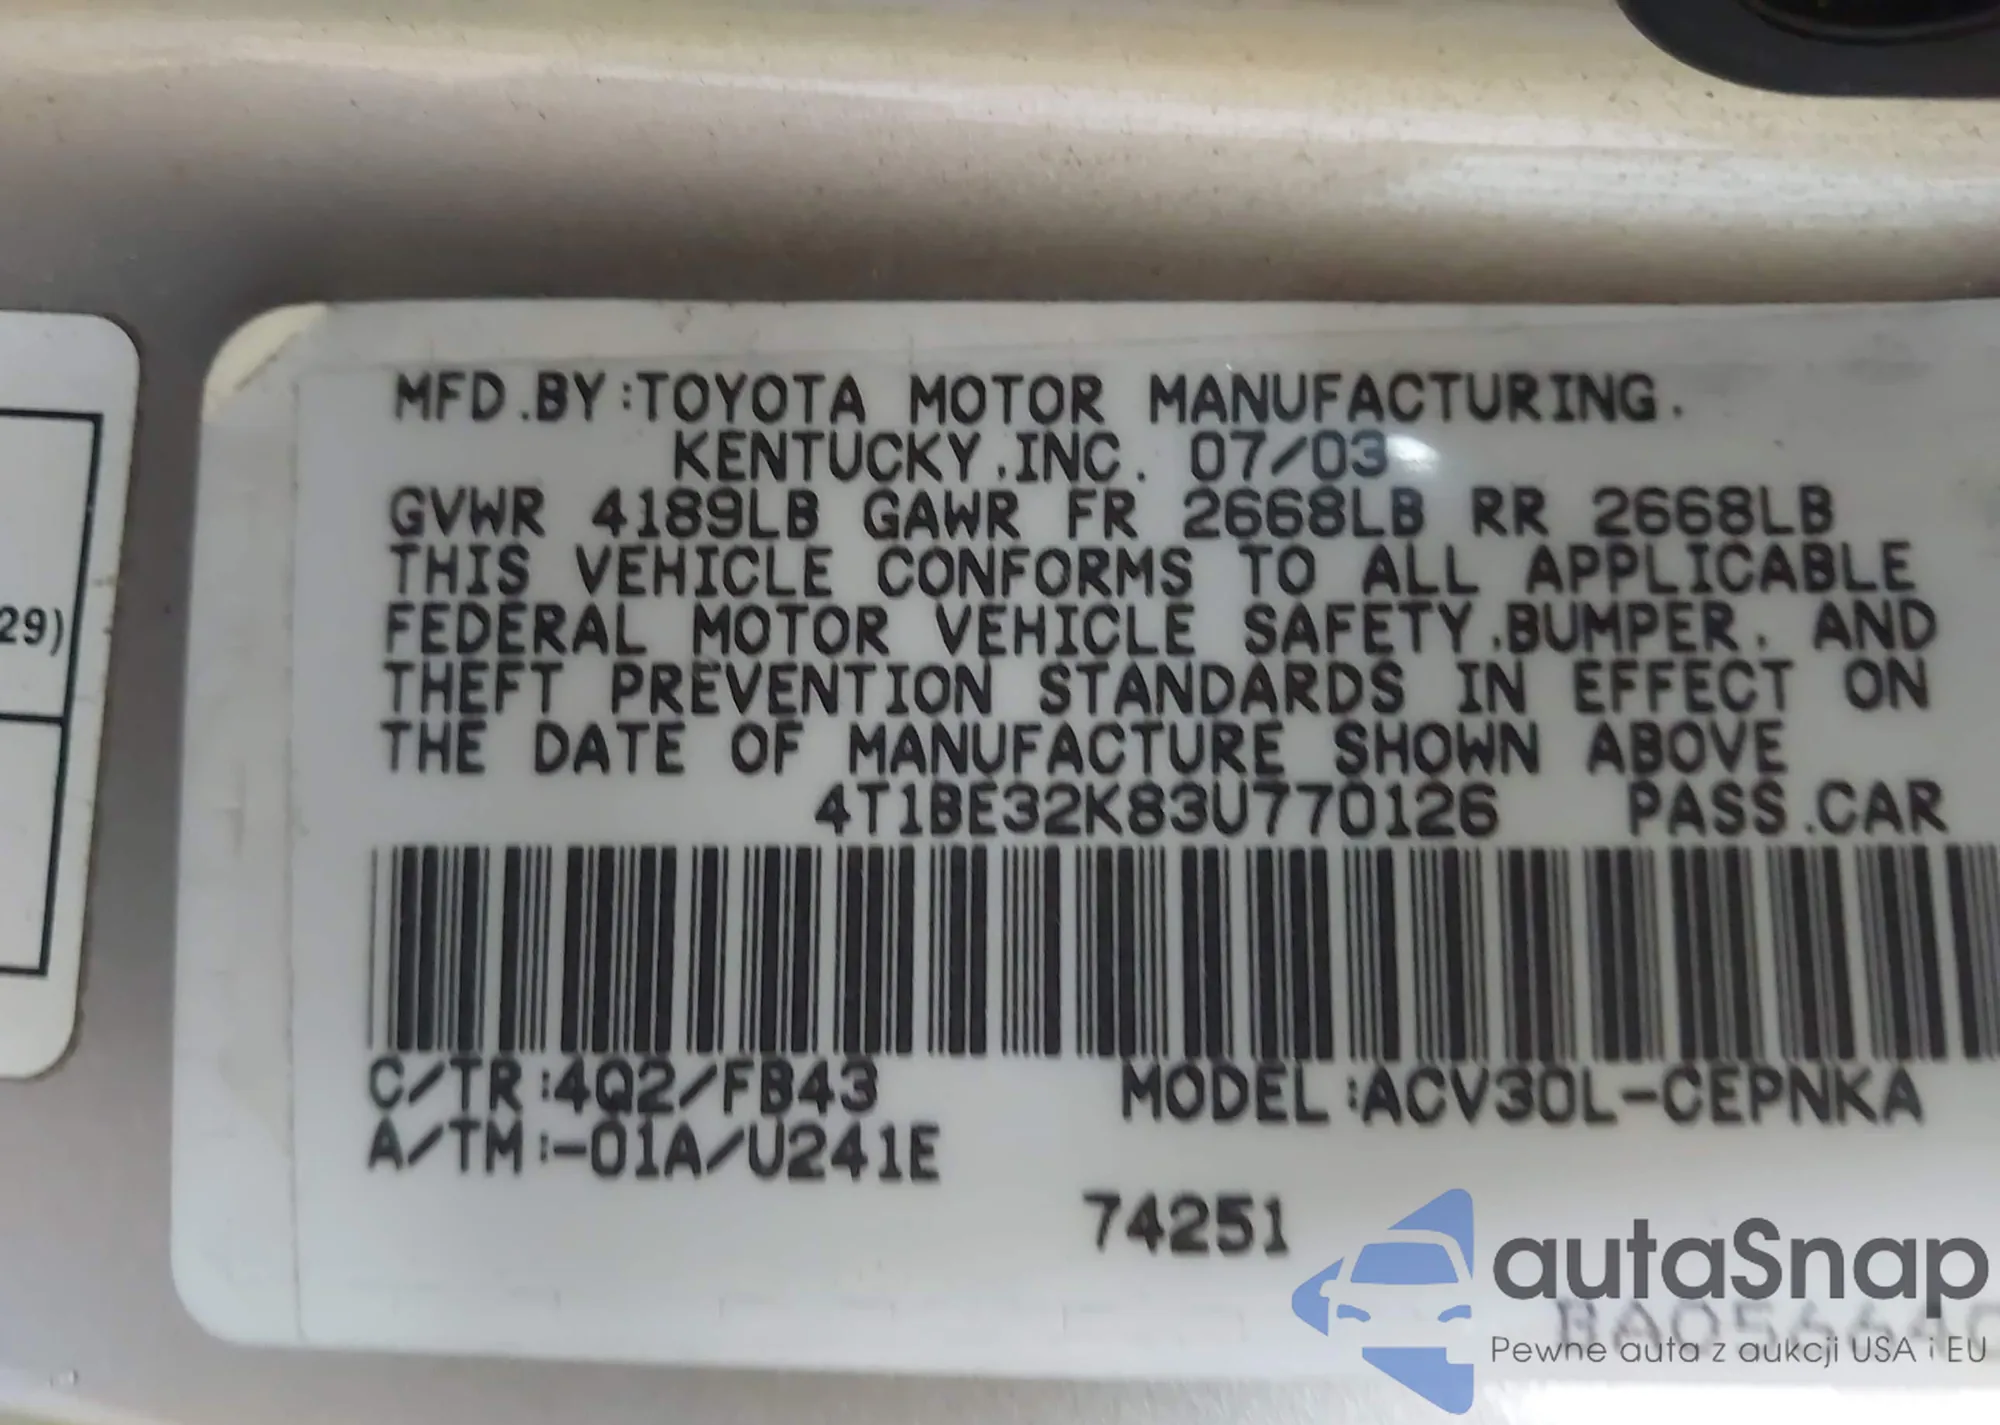 29)
MFD.BY:TOYOTA MOTOR MANUFACTURING.
KENTUCKY.INC. 07/03
GVWR 4189LB GAWR FR 2668LB RR 2668LB
THIS VEHICLE CONFORMS TO ALL APPLICABLE
FEDERAL MOTOR VEHICLE SAFETY.BUMPER. AND
THEFT PREVENTION STANDARDS IN EFFECT ON
THE DATE OF MANUFACTURE SHOWN ABOVE
4T1BE32K83U770126 PASS.CAR
C/TR:4Q2/FB43 MODEL:ACV30L-CEPNKA
A/TM:-01A/U241E
74251
autaSnap
Pewne auta z aukcji USA i EU